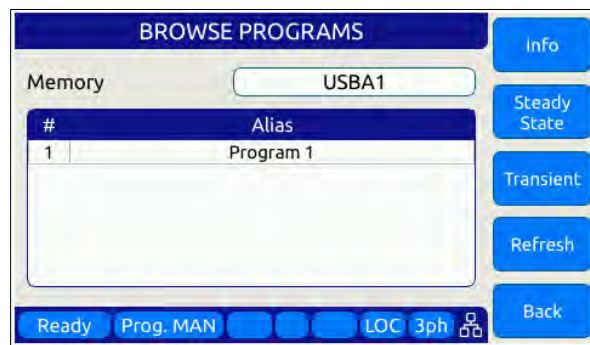 BROWSE PROGRAMS
Memory USBA1
# Alias
1 Program 1
Ready Prog. MAN LOC 3ph
Info
Steady
State
Transient
Refresh
Back